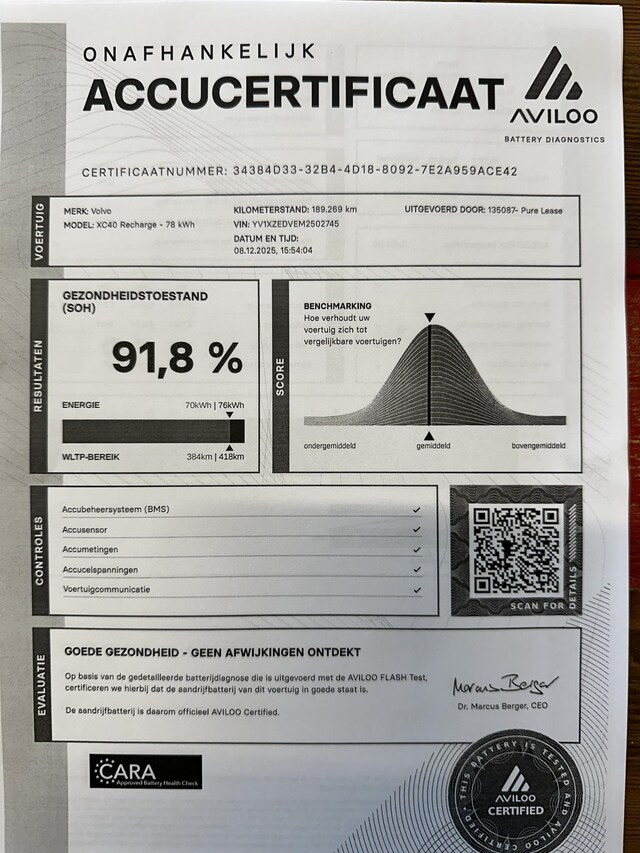 ONAFHANKELIJK
ACCUCERTIFICAAT
AVILOO
BATTERY DIAGNOSTICS
CERTIFICAATNUMMER: 34384D33-32B4-4D18-8092-7E2A959ACE42
VOERTUIG
MERK: Volvo
MODEL: XC40 Recharge - 78 kWh
KILOMETERSTAND: 189.269 km
VIN: YV1XZEDVEM2502745
DATUM EN TIJD:
08.12.2025, 15:54:04
UITGEVOERD DOOR: 135087- Pure Lease
RESULTATEN
GEZONDHEIDSTOESTAND
(SOH)
91,8 %
ENERGIE 70kWh | 76kWh
WLTP-BEREIK 384km | 418km
SCORE
BENCHMARKING
Hoe verhoudt uw
voertuig zich tot
vergelijkbare voertuigen?
ondergemiddeld gemiddeld bovengemiddeld
CONTROLES
Accubeheersysteem (BMS) ✓
Accusensor ✓
Accumetingen ✓
Accucelspanningen ✓
Voertuigcommunicatie ✓
SCAN FOR DETAILS
EVALUATIE
GOEDE GEZONDHEID - GEEN AFWIJKINGEN ONTDEKT
Op basis van de gedetailleerde batterijdiagnose die is uitgevoerd met de AVILOO FLASH Test,
certificeren we hierbij dat de aandrijfbatterij van dit voertuig in goede staat is.
De aandrijfbatterij is daarom officieel AVILOO Certified.
Marcus Berger
Dr. Marcus Berger, CEO
CARA
Approved Battery Health Check
THIS BATTERY IS TESTED AND AVILOO CERTIFIED
AVILOO
CERTIFIED